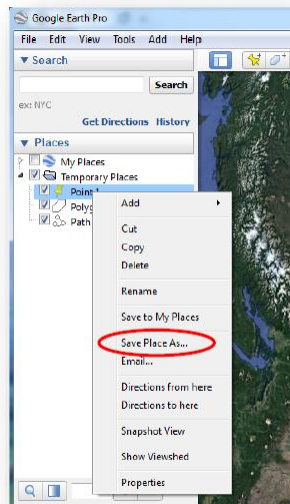 Google Earth Pro
File Edit View Tools Add Help
Search
Search
ex: NYC
Get Directions History
Places
My Places
Temporary Places
Point
Polyg
Path
Add
Cut
Copy
Delete
Rename
Save to My Places
Save Place As...
Email...
Directions from here
Directions to here
Snapshot View
Show Viewshed
Properties